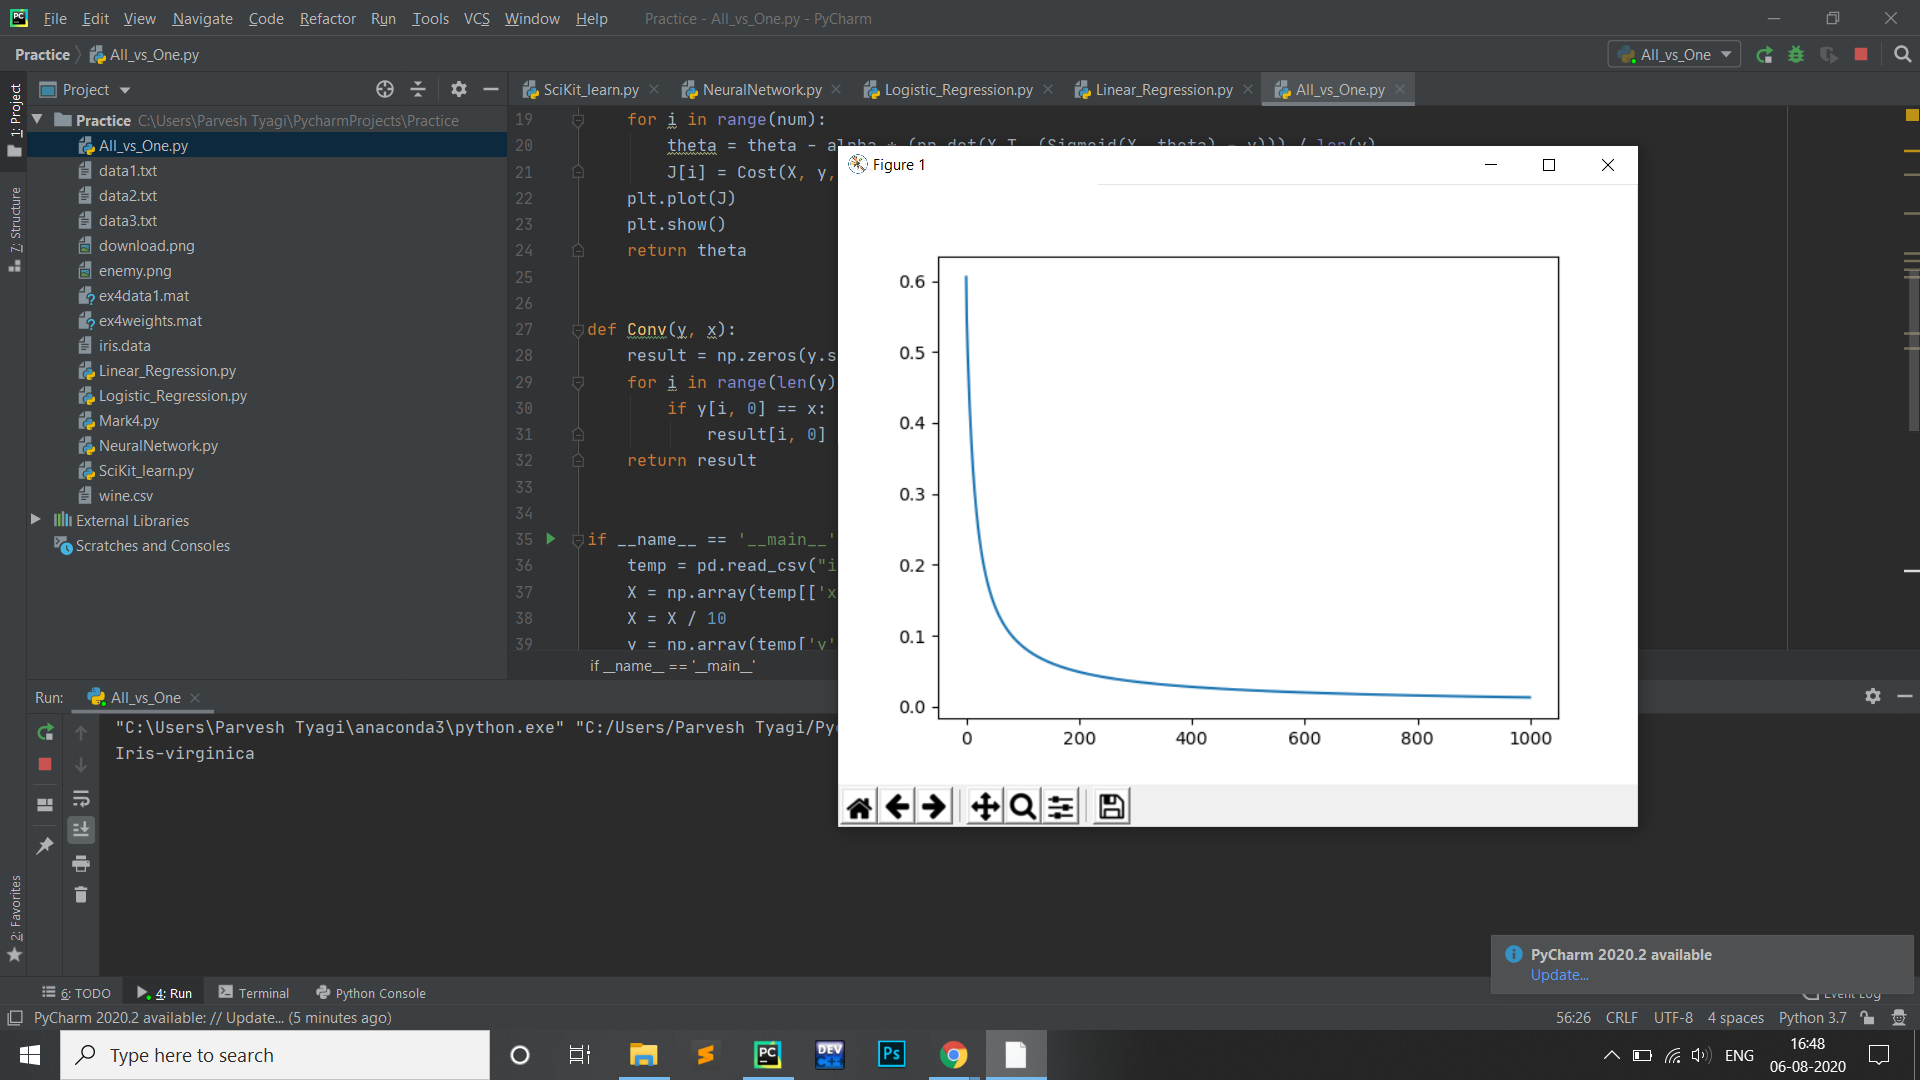 File Edit View Navigate Code Refactor Run Tools VCS Window Help Practice - All_vs_One.py - PyCharm
Practice All_vs_One.py All_vs_One
1: Project
7: Structure
2: Favorites
Project
Practice C:\Users\Parvesh Tyagi\PycharmProjects\Practice
All_vs_One.py
data1.txt
data2.txt
data3.txt
download.png
enemy.png
ex4data1.mat
ex4weights.mat
iris.data
Linear_Regression.py
Logistic_Regression.py
Mark4.py
NeuralNetwork.py
SciKit_learn.py
wine.csv
External Libraries
Scratches and Consoles
SciKit_learn.py NeuralNetwork.py Logistic_Regression.py Linear_Regression.py All_vs_One.py
19 for i in range(num):
20 theta = theta - alpha * (np.dot(X.T, (Sigmoid(X, theta) - y))) / len(y)
21 J[i] = Cost(X, y,
22 plt.plot(J)
23 plt.show()
24 return theta
25
26
27 def Conv(y, x):
28 result = np.zeros(y.s
29 for i in range(len(y)
30 if y[i, 0] == x:
31 result[i, 0]
32 return result
33
34
35 if __name__ == '__main__'
36 temp = pd.read_csv("i
37 X = np.array(temp[['x
38 X = X / 10
39 y = np.array(temp['y'
if __name__ == '__main__'
Figure 1
0.6
0.5
0.4
0.3
0.2
0.1
0.0
0 200 400 600 800 1000
Run: All_vs_One
"C:\Users\Parvesh Tyagi\anaconda3\python.exe" "C:/Users/Parvesh Tyagi/Py
Iris-virginica
PyCharm 2020.2 available
Update...
6: TODO 4: Run Terminal Python Console Event Log
PyCharm 2020.2 available: // Update... (5 minutes ago) 56:26 CRLF UTF-8 4 spaces Python 3.7
Type here to search
PC
DEV
Ps
ENG
16:48
06-08-2020